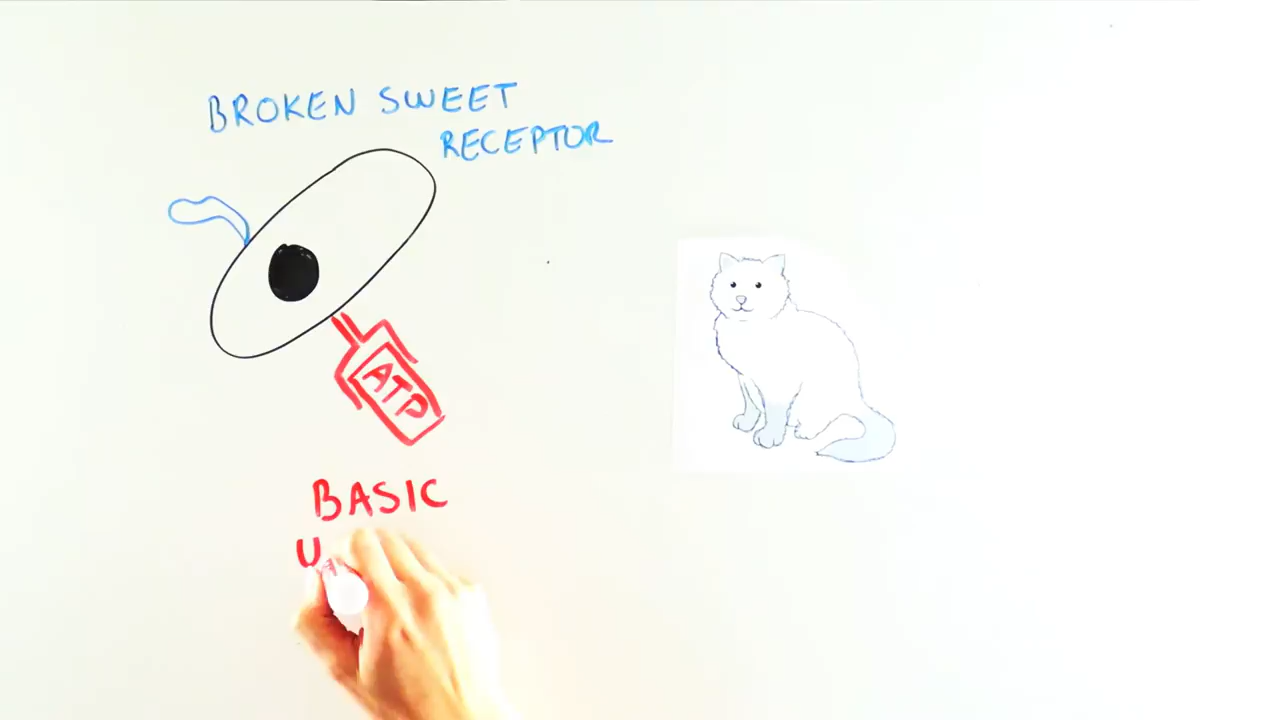 BROKEN SWEET
RECEPTOR
ATP
BASIC
U